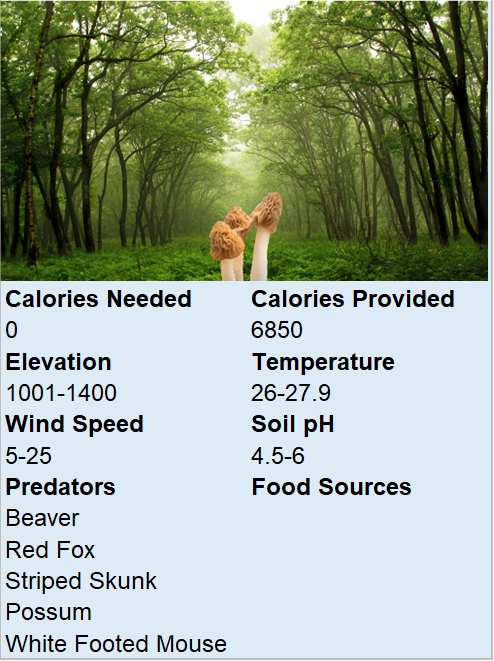 Calories Needed Calories Provided
0 6850
Elevation Temperature
1001-1400 26-27.9
Wind Speed Soil pH
5-25 4.5-6
Predators Food Sources
Beaver
Red Fox
Striped Skunk
Possum
White Footed Mouse